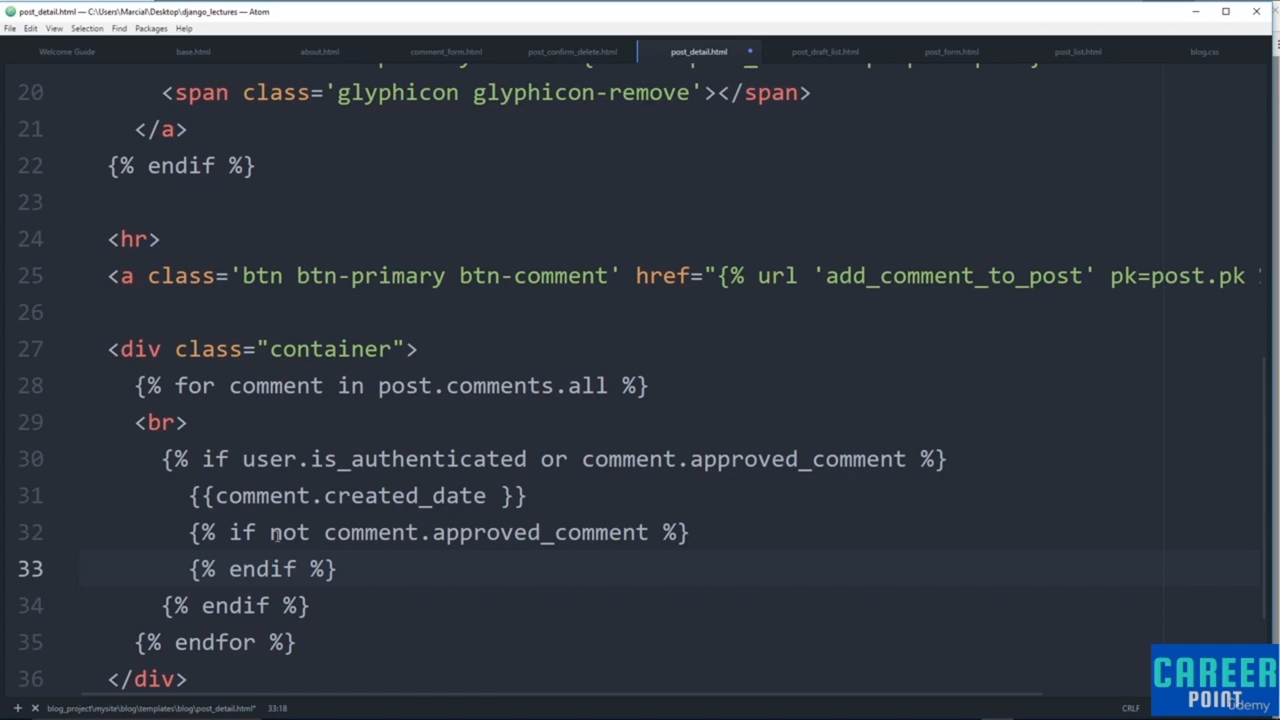 post_detail.html — C:\Users\Marcial\Desktop\django_lectures — Atom
File Edit View Selection Find Packages Help
Welcome Guide base.html about.html comment_form.html post_confirm_delete.html post_detail.html post_draft_list.html post_form.html post_list.html blog.css
20 <span class='glyphicon glyphicon-remove'></span>
21 </a>
22 {% endif %}
23
24 <hr>
25 <a class='btn btn-primary btn-comment' href="{% url 'add_comment_to_post' pk=post.pk
26
27 <div class="container">
28 {% for comment in post.comments.all %}
29 <br>
30 {% if user.is_authenticated or comment.approved_comment %}
31 {{comment.created_date }}
32 {% if not comment.approved_comment %}
33 {% endif %}
34 {% endif %}
35 {% endfor %}
36 </div>
CAREER
POINT
udemy
blog_project\mysite\blog\templates\blog\post_detail.html* 33:18 CRLF